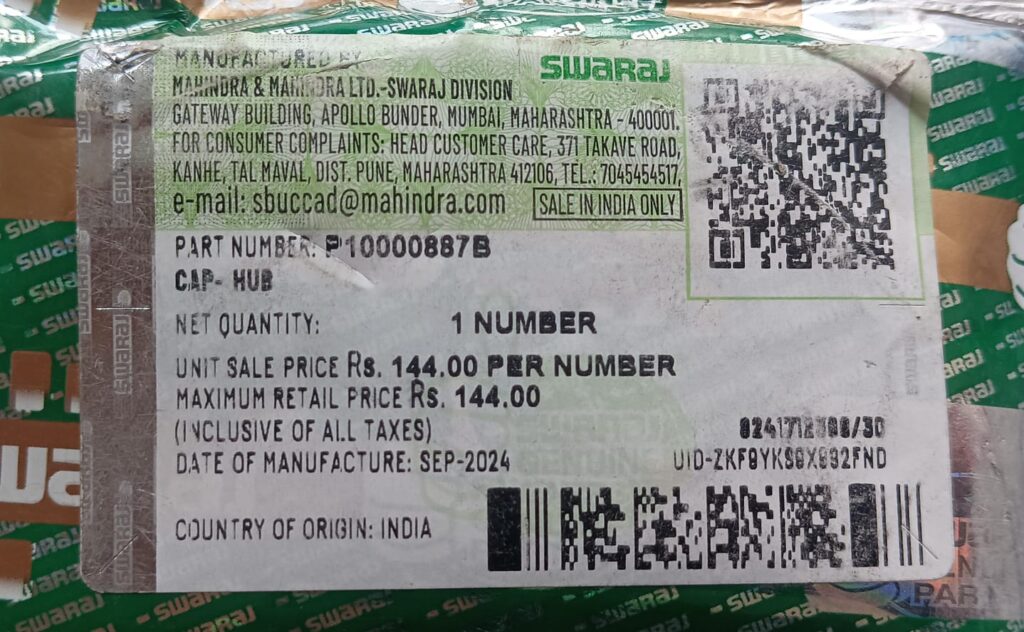 MANUFACTURED BY
MAHINDRA & MAHINDRA LTD.-SWARAJ DIVISION
GATEWAY BUILDING, APOLLO BUNDER, MUMBAI, MAHARASHTRA - 400001.
FOR CONSUMER COMPLAINTS: HEAD CUSTOMER CARE, 371 TAKAVE ROAD,
KANHE, TAL MAVAL, DIST. PUNE, MAHARASHTRA 412106, TEL.: 7045454517,
e-mail: sbuccad@mahindra.com
SWARAJ
SALE IN INDIA ONLY
PART NUMBER: P10000887B
CAP- HUB
NET QUANTITY: 1 NUMBER
UNIT SALE PRICE Rs. 144.00 PER NUMBER
MAXIMUM RETAIL PRICE Rs. 144.00
(INCLUSIVE OF ALL TAXES)
DATE OF MANUFACTURE: SEP-2024
COUNTRY OF ORIGIN: INDIA